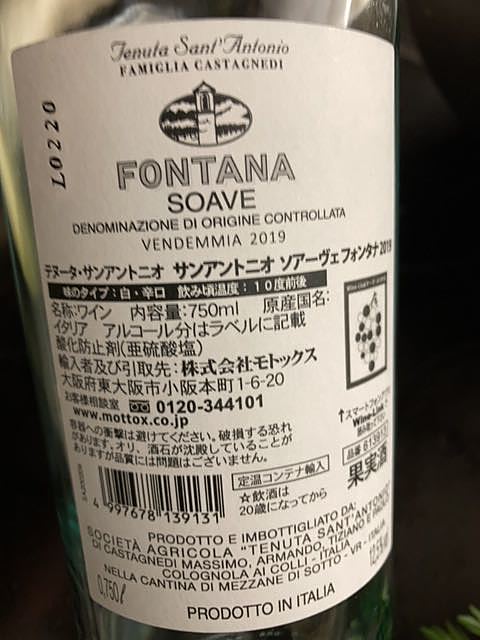 Tenuta Sant'Antonio
FAMIGLIA CASTAGNEDI
L0220
FONTANA
SOAVE
DENOMINAZIONE DI ORIGINE CONTROLLATA
VENDEMMIA 2019
テヌータ・サンアントニオ サンアントニオ ソアーヴェ フォンタナ 2019
味のタイプ：白・辛口 飲み頃温度：10度前後
名称:ワイン 内容量:750ml 原産国名:
イタリア アルコール分はラベルに記載
酸化防止剤(亜硫酸塩)
輸入者及び引取先：株式会社モトックス
大阪府東大阪市小阪本町1-6-20
お客様相談室 0120-344101
www.mottox.co.jp
容器への衝撃は避けてください。破損する恐れ
があります。オリ、酒石が沈殿していることが
ありますが品質には問題はございません。
↑スマートフォンで
Wine-Link
品番
果実酒
定温コンテナ輸入
☆飲酒は
20歳になってから
4 997678 139131
PRODOTTO E IMBOTTIGLIATO DA:
SOCIETÀ AGRICOLA "TENUTA SANT'ANTONIO"
DI CASTAGNEDI MASSIMO, ARMANDO, TIZIANO E
COLOGNOLA AI COLLI - ITALIA
NELLA CANTINA DI MEZZANE DI SOTTO - VR - ITALIA
0,750ℓ
PRODOTTO IN ITALIA